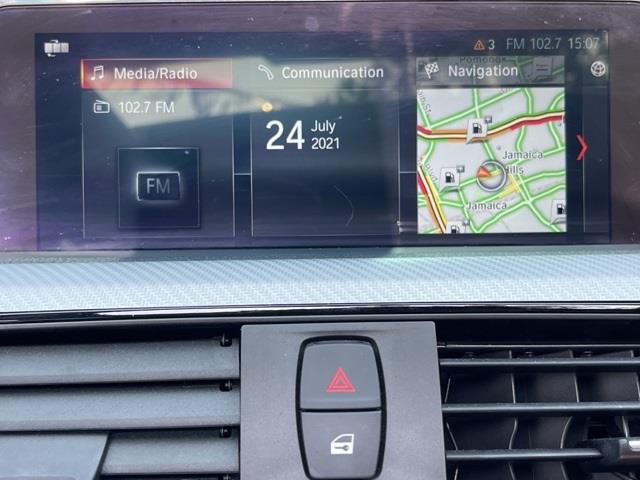 3 FM 102.7 15:07
Media/Radio
Communication
Navigation
102.7 FM
FM
24 July
2021
Pomonok
Jamaica
Hills
Jamaica